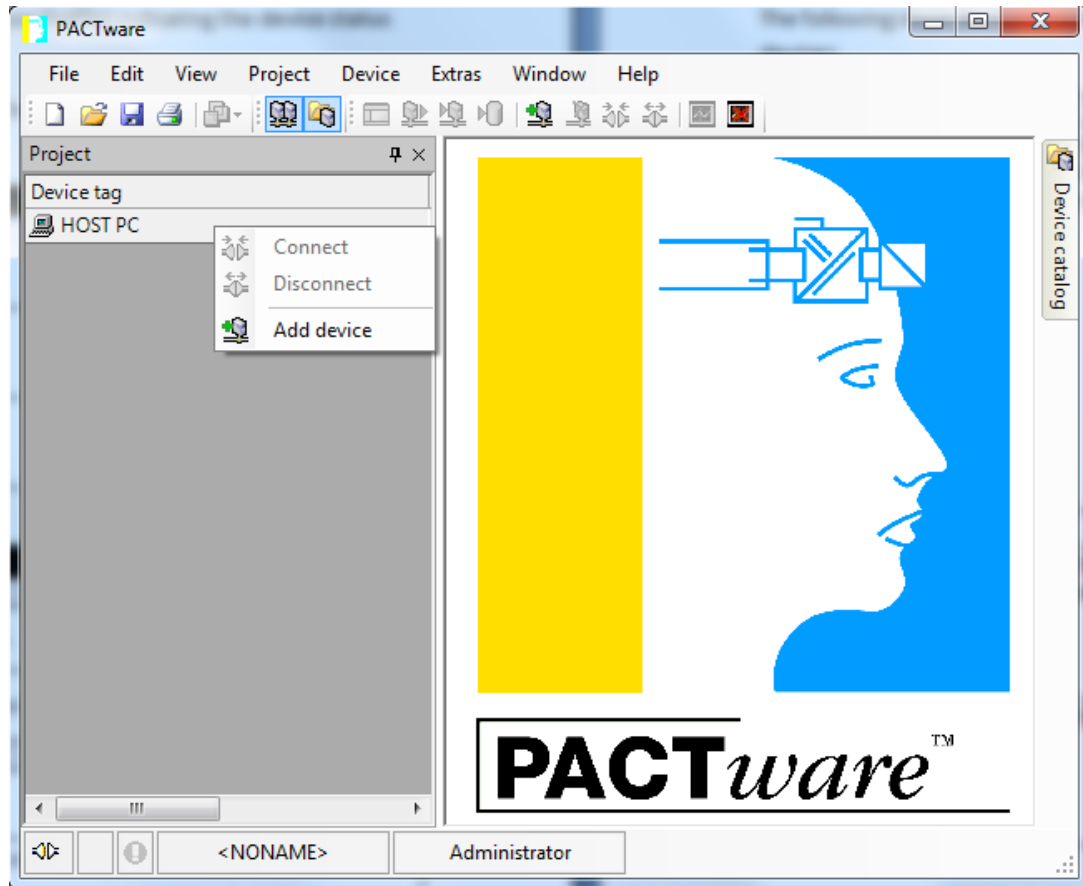 PACTware
File Edit View Project Device Extras Window Help
Project
Device tag
HOST PC
Connect
Disconnect
Add device
Device catalog
PACTware™
<NONAME> Administrator